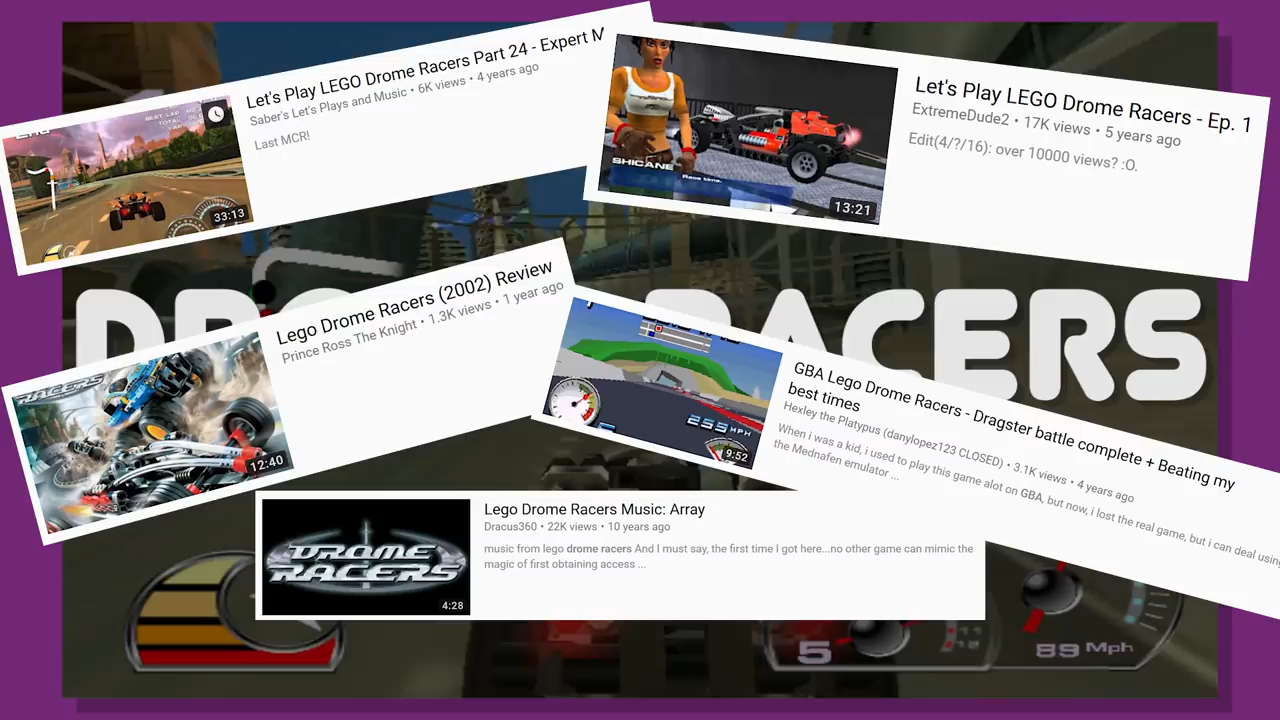 Let's Play LEGO Drome Racers Part 24 - Expert M
Saber's Let's Plays and Music • 6K views • 4 years ago
Last MCR!
BEST LAP
TOTAL
LAP
33:13
Let's Play LEGO Drome Racers - Ep. 1
ExtremeDude2 • 17K views • 5 years ago
Edit(4/?/16): over 10000 views? :O.
SHICANE
Race time.
13:21
RACERS
Lego Drome Racers (2002) Review
Prince Ross The Knight • 1.3K views • 1 year ago
RACERS
12:40
GBA Lego Drome Racers - Dragster battle complete + Beating my
best times
Hexley the Platypus (danylopez123 CLOSED) • 3.1K views • 4 years ago
When i was a kid, i used to play this game alot on GBA, but now, i lost the real game, but i can deal using
the Mednafen emulator ...
259 MPH
9:52
Lego Drome Racers Music: Array
Dracus360 • 22K views • 10 years ago
music from lego drome racers And I must say, the first time I got here...no other game can mimic the
magic of first obtaining access ...
DROME
RACERS
4:28
5
89 Mph